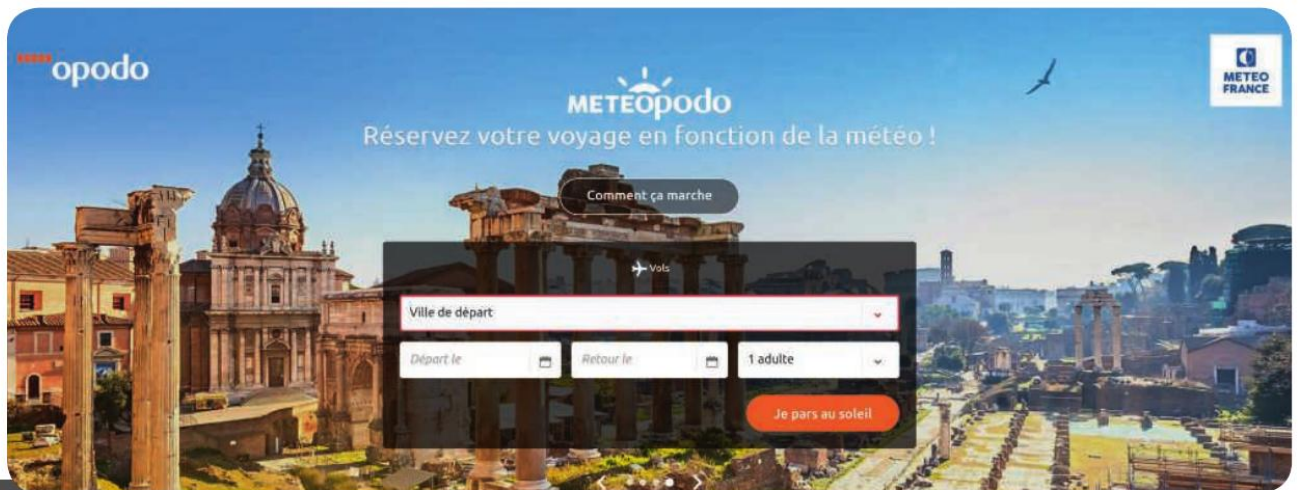 opodo
METEO
FRANCE
METEOpodo
Réservez votre voyage en fonction de la météo !
Comment ça marche
Vols
Ville de départ
Départ le
Retour le
1 adulte
Je pars au soleil